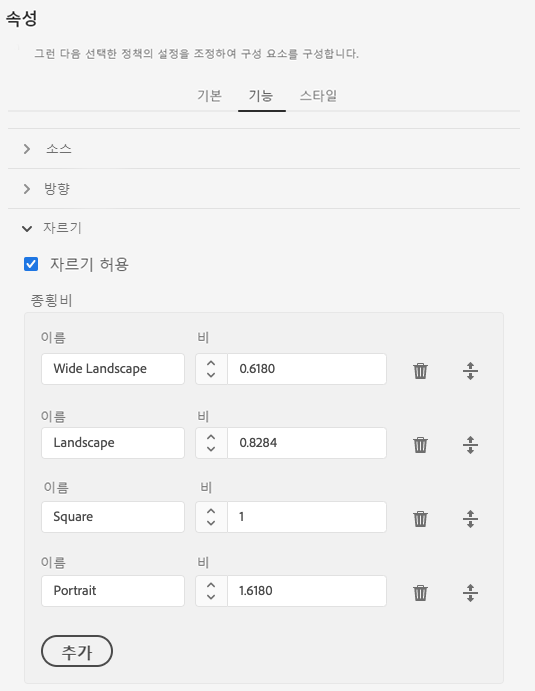 속성
그런 다음 선택한 정책의 설정을 조정하여 구성 요소를 구성합니다.
기본 기능 스타일
소스
방향
자르기
자르기 허용
종횡비
이름 비
Wide Landscape 0.6180
이름 비
Landscape 0.8284
이름 비
Square 1
이름 비
Portrait 1.6180
추가